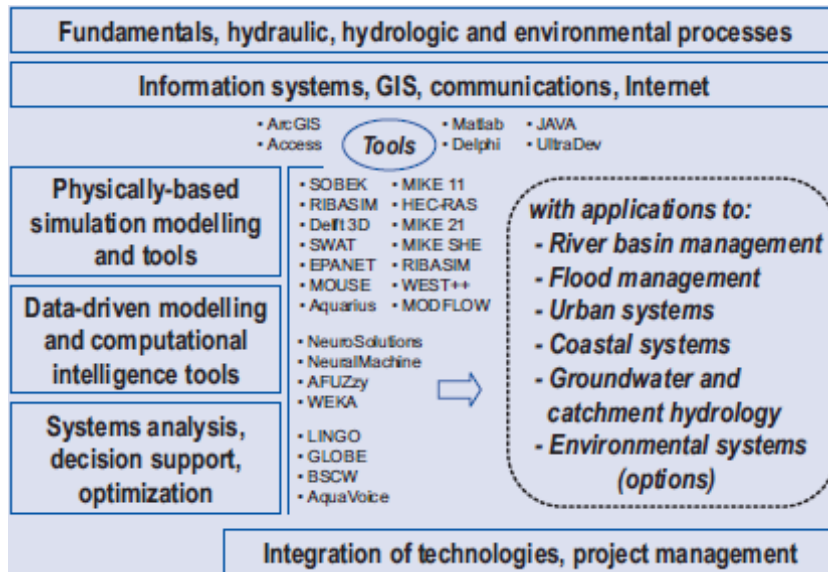 Fundamentals, hydraulic, hydrologic and environmental processes
Information systems, GIS, communications, Internet
• ArcGIS
• Access
Tools
• Matlab
• Delphi
• JAVA
• UltraDev
Physically-based
simulation modelling
and tools
• SOBEK
• RIBASIM
• Delft 3D
• SWAT
• EPANET
• MOUSE
• Aquarius
• MIKE 11
• HEC-RAS
• MIKE 21
• MIKE SHE
• RIBASIM
• WEST++
• MODFLOW
Data-driven modelling
and computational
intelligence tools
• NeuroSolutions
• NeuralMachine
• AFUZzy
• WEKA
Systems analysis,
decision support,
optimization
• LINGO
• GLOBE
• BSCW
• AquaVoice
with applications to:
- River basin management
- Flood management
- Urban systems
- Coastal systems
- Groundwater and
catchment hydrology
- Environmental systems
(options)
Integration of technologies, project management